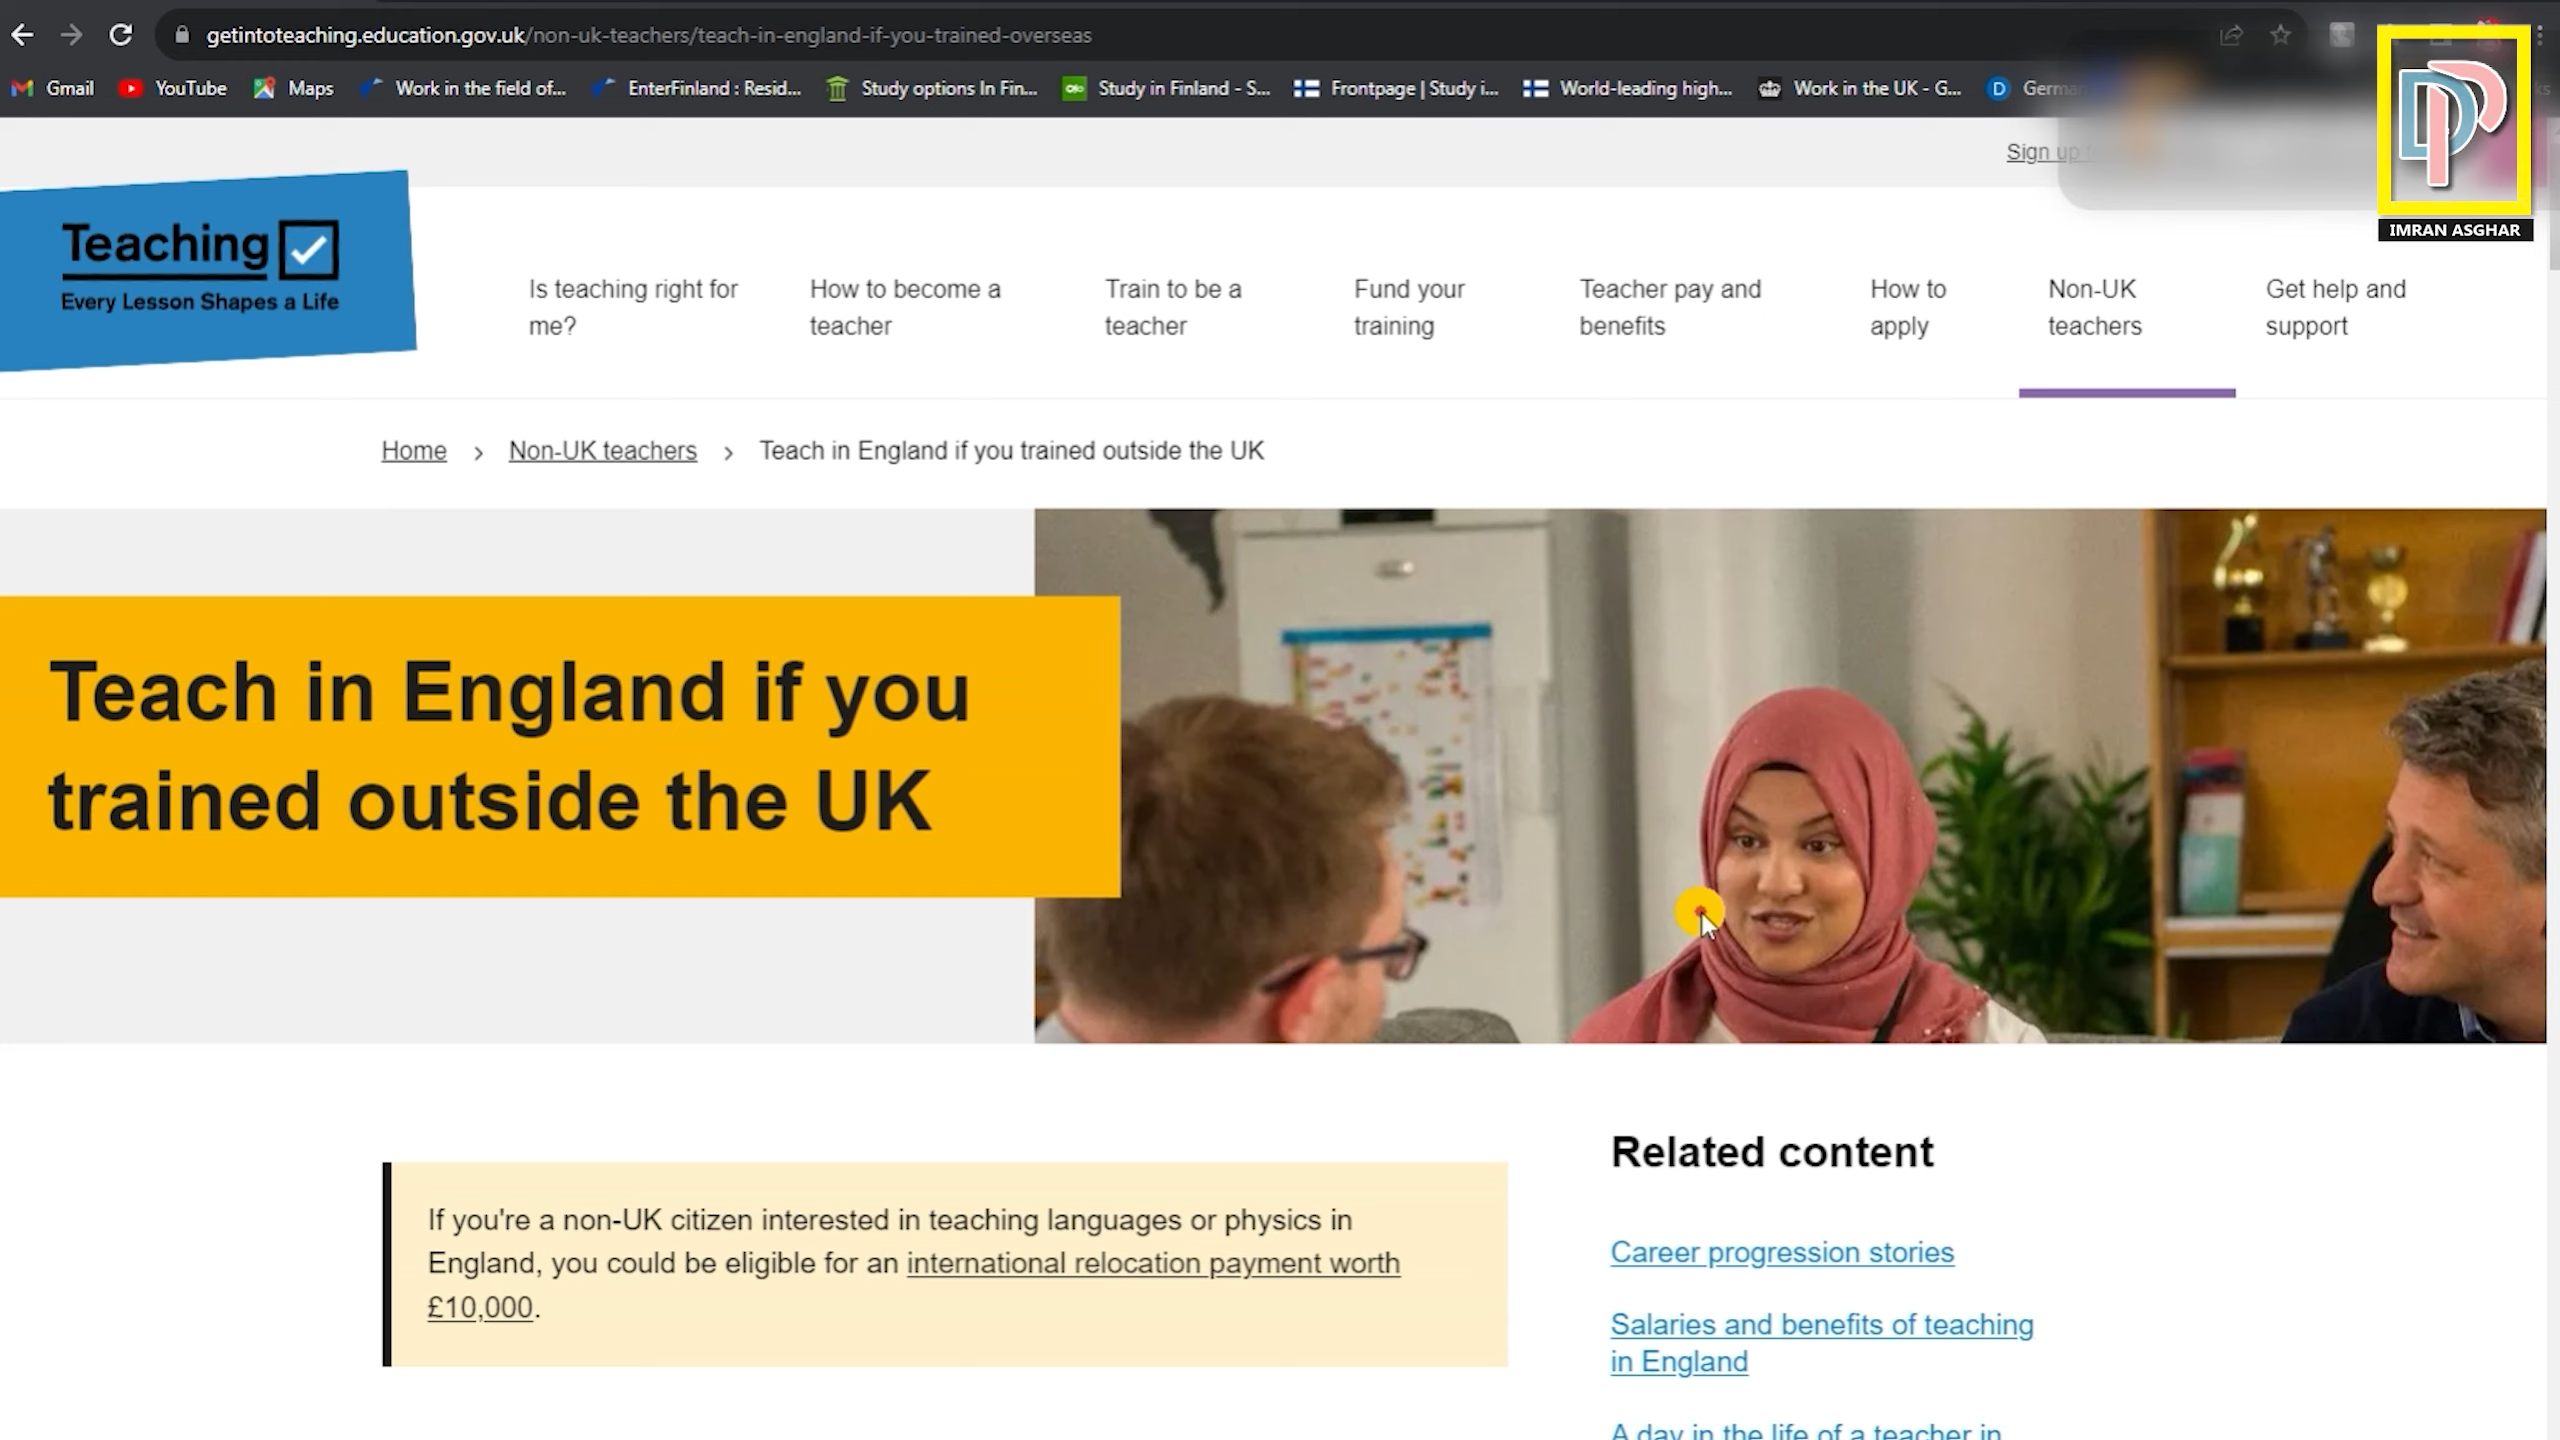 getintoteaching.education.gov.uk/non-uk-teachers/teach-in-england-if-you-trained-overseas
Gmail YouTube Maps Work in the field of... EnterFinland : Resid... Study options In Fin... Study in Finland - S... Frontpage | Study i... World-leading high... Work in the UK - G...
Sign up
IMRAN ASGHAR
Teaching
Every Lesson Shapes a Life
Is teaching right for me?
How to become a teacher
Train to be a teacher
Fund your training
Teacher pay and benefits
How to apply
Non-UK teachers
Get help and support
Home > Non-UK teachers > Teach in England if you trained outside the UK
Teach in England if you
trained outside the UK
If you're a non-UK citizen interested in teaching languages or physics in
England, you could be eligible for an international relocation payment worth
£10,000.
Related content
Career progression stories
Salaries and benefits of teaching
in England
A day in the life of a teacher in